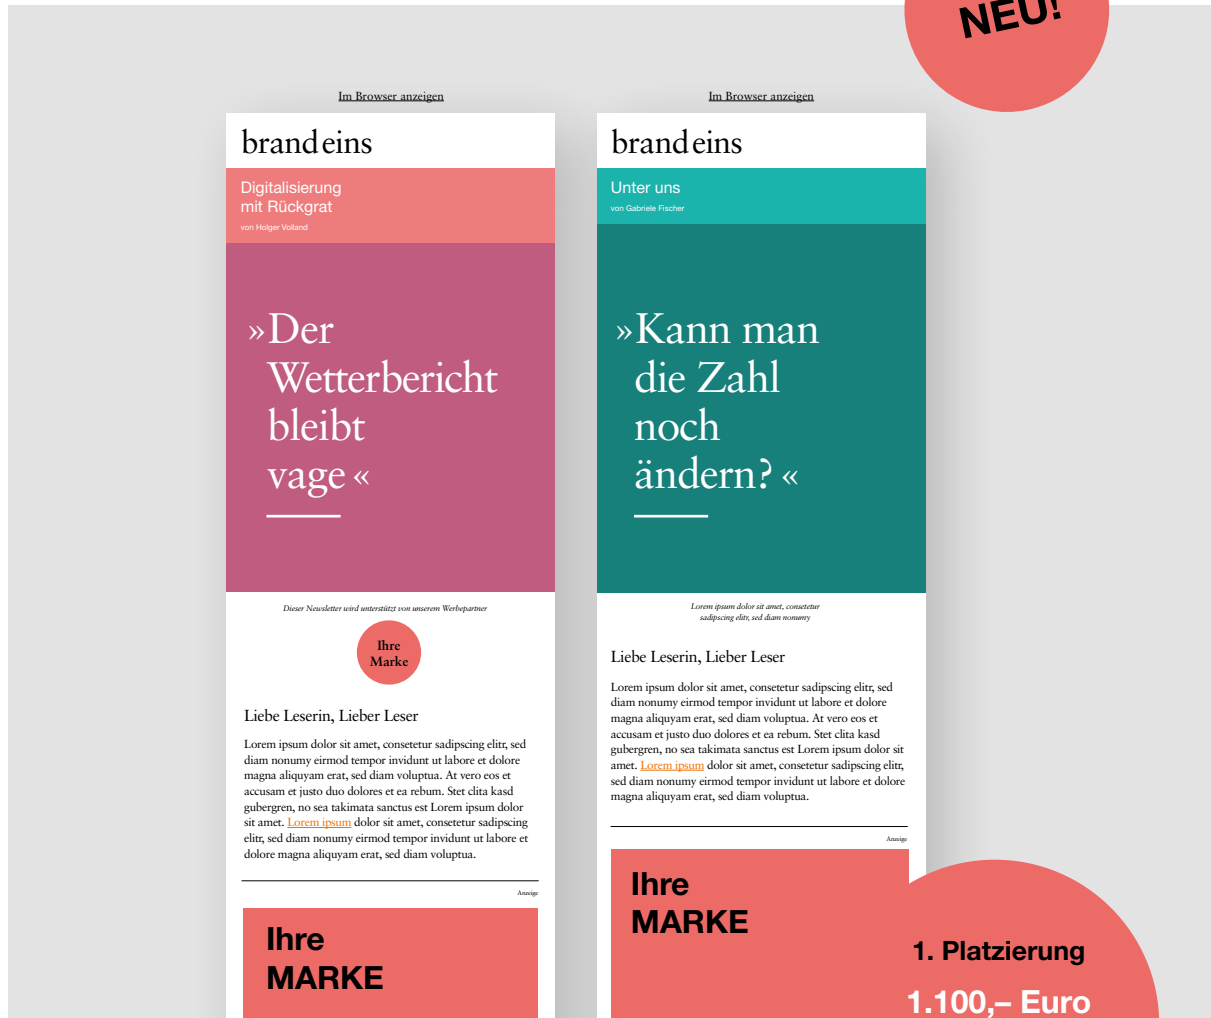 NEU!
Im Browser anzeigen
brand eins
Digitalisierung
mit Rückgrat
von Holger Volland
»Der
Wetterbericht
bleibt
vage «
Dieser Newsletter wird unterstützt von unserem Werbepartner
Ihre
Marke
Liebe Leserin, Lieber Leser
Lorem ipsum dolor sit amet, consetetur sadipscing elitr, sed
diam nonumy eirmod tempor invidunt ut labore et dolore
magna aliquyam erat, sed diam voluptua. At vero eos et
accusam et justo duo dolores et ea rebum. Stet clita kasd
gubergren, no sea takimata sanctus est Lorem ipsum dolor
sit amet. Lorem ipsum dolor sit amet, consetetur sadipscing
elitr, sed diam nonumy eirmod tempor invidunt ut labore et
dolore magna aliquyam erat, sed diam voluptua.
Anzeige
Ihre
MARKE
Im Browser anzeigen
brand eins
Unter uns
von Gabriele Fischer
»Kann man
die Zahl
noch
ändern? «
Lorem ipsum dolor sit amet, consetetur
sadipscing elitr, sed diam nonumy
Liebe Leserin, Lieber Leser
Lorem ipsum dolor sit amet, consetetur sadipscing elitr, sed
diam nonumy eirmod tempor invidunt ut labore et dolore
magna aliquyam erat, sed diam voluptua. At vero eos et
accusam et justo duo dolores et ea rebum. Stet clita kasd
gubergren, no sea takimata sanctus est Lorem ipsum dolor sit
amet. Lorem ipsum dolor sit amet, consetetur sadipscing elitr,
sed diam nonumy eirmod tempor invidunt ut labore et dolore
magna aliquyam erat, sed diam voluptua.
Anzeige
Ihre
MARKE
1. Platzierung
1.100,– Euro